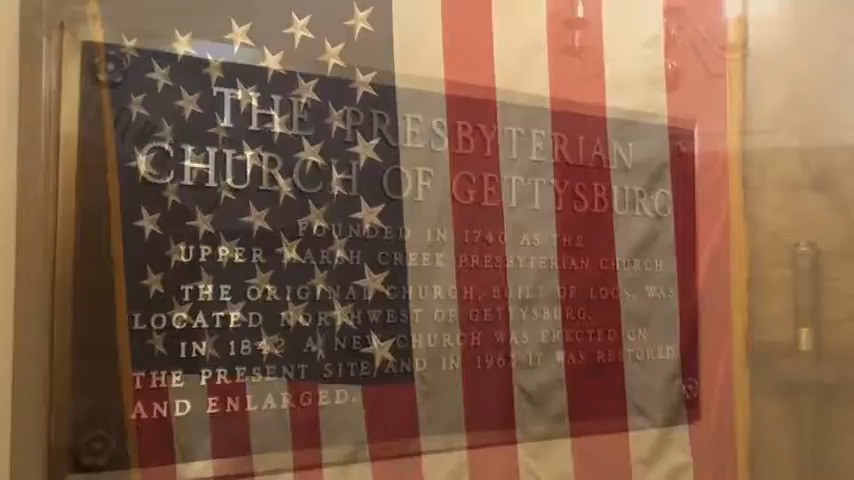 THE PRESBYTERIAN
CHURCH OF GETTYSBURG
FOUNDED IN 1740 AS THE
UPPER MARSH CREEK PRESBYTERIAN CHURCH
THE ORIGINAL CHURCH, BUILT OF LOGS, WAS
LOCATED NORTHWEST OF GETTYSBURG.
IN 1842 A NEW CHURCH WAS ERECTED ON
THE PRESENT SITE AND IN 1963 IT WAS RESTORED
AND ENLARGED.